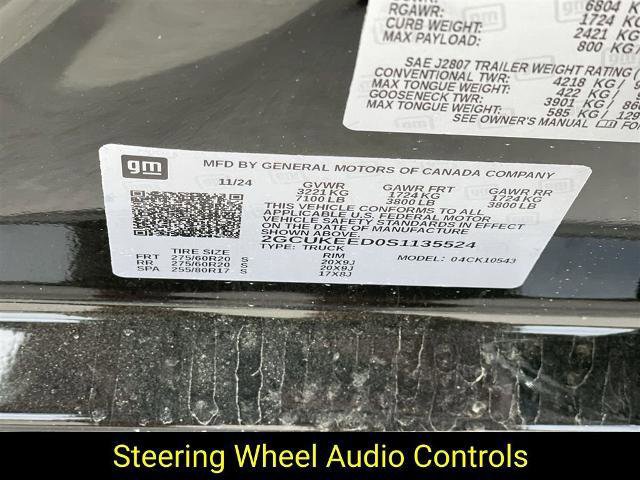 6804
RGAWR: 1724
CURB WEIGHT: 2421 KG
MAX PAYLOAD: 800 KG
SAE J2807 TRAILER WEIGHT RATING
CONVENTIONAL TWR: 4218 KG
MAX TONGUE WEIGHT: 422 KG
GOOSENECK TWR: 3901 KG
MAX TONGUE WEIGHT: 585 KG / 129
SEE OWNER'S MANUAL
gm
MFD BY GENERAL MOTORS OF CANADA COMPANY
11/24 GVWR GAWR FRT GAWR RR
3221 KG 1724 KG 1724 KG
7100 LB 3800 LB 3800 LB
THIS VEHICLE CONFORMS TO ALL
APPLICABLE U.S. FEDERAL MOTOR
VEHICLE SAFETY STANDARDS IN EFFECT
ON THE DATE OF MANUFACTURE
SHOWN ABOVE.
2GCUKEED0S1135524
TYPE: TRUCK MODEL: 04CK10543
TIRE SIZE RIM
FRT 275/60R20 S 20X9J
RR 275/60R20 S 20X9J
SPA 255/80R17 S 17X8J
Steering Wheel Audio Controls